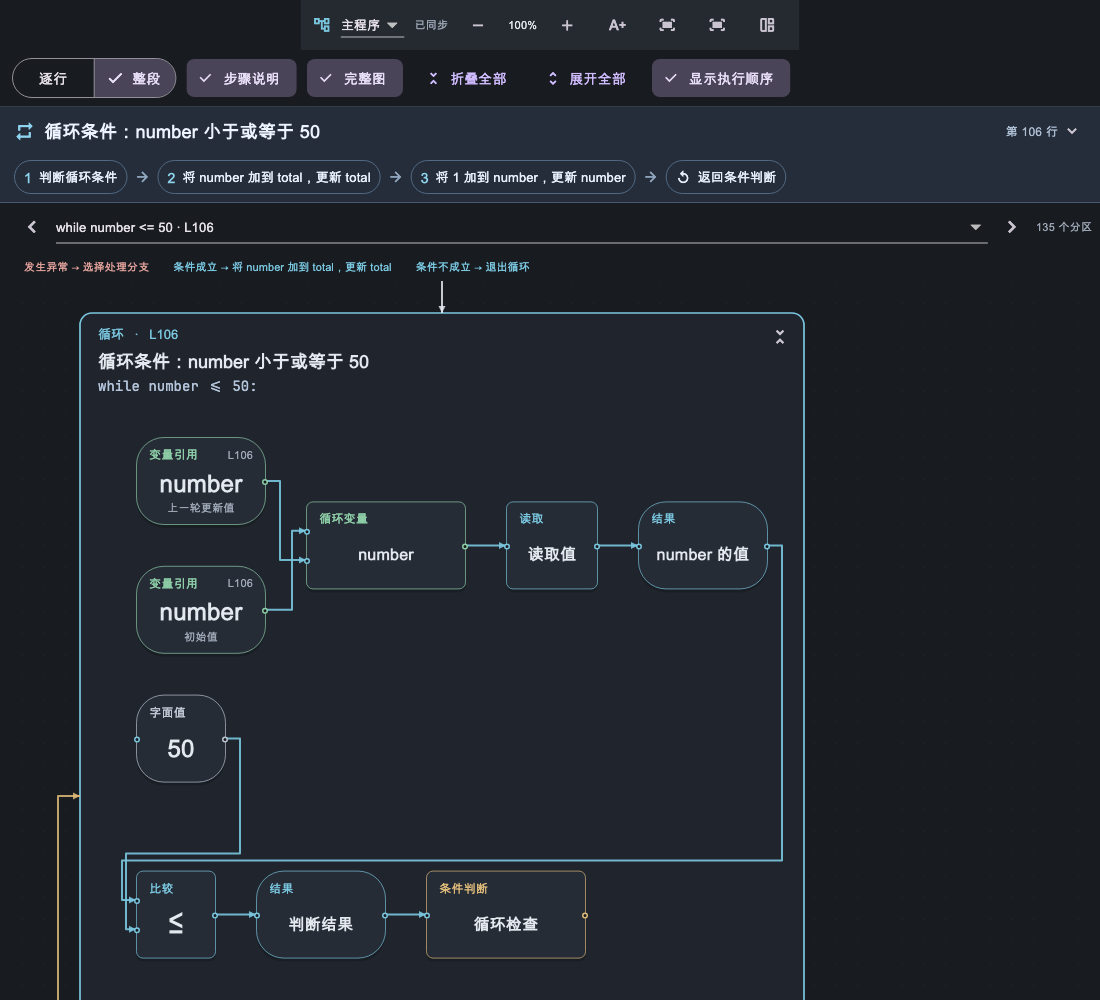 主程序 已同步 100% A+
逐行 整段 步骤说明 完整图 折叠全部 展开全部 显示执行顺序
循环条件：number 小于或等于 50 第 106 行
1 判断循环条件 → 2 将 number 加到 total，更新 total → 3 将 1 加到 number，更新 number → 返回条件判断
while number <= 50 · L106 135 个分区
发生异常 → 选择处理分支 条件成立 → 将 number 加到 total，更新 total 条件不成立 → 退出循环
循环 · L106
循环条件：number 小于或等于 50
while number ≤ 50:
变量引用 L106
number
上一轮更新值
循环变量
number
读取
读取值
结果
number 的值
变量引用 L106
number
初始值
字面值
50
比较
≤
结果
判断结果
条件判断
循环检查